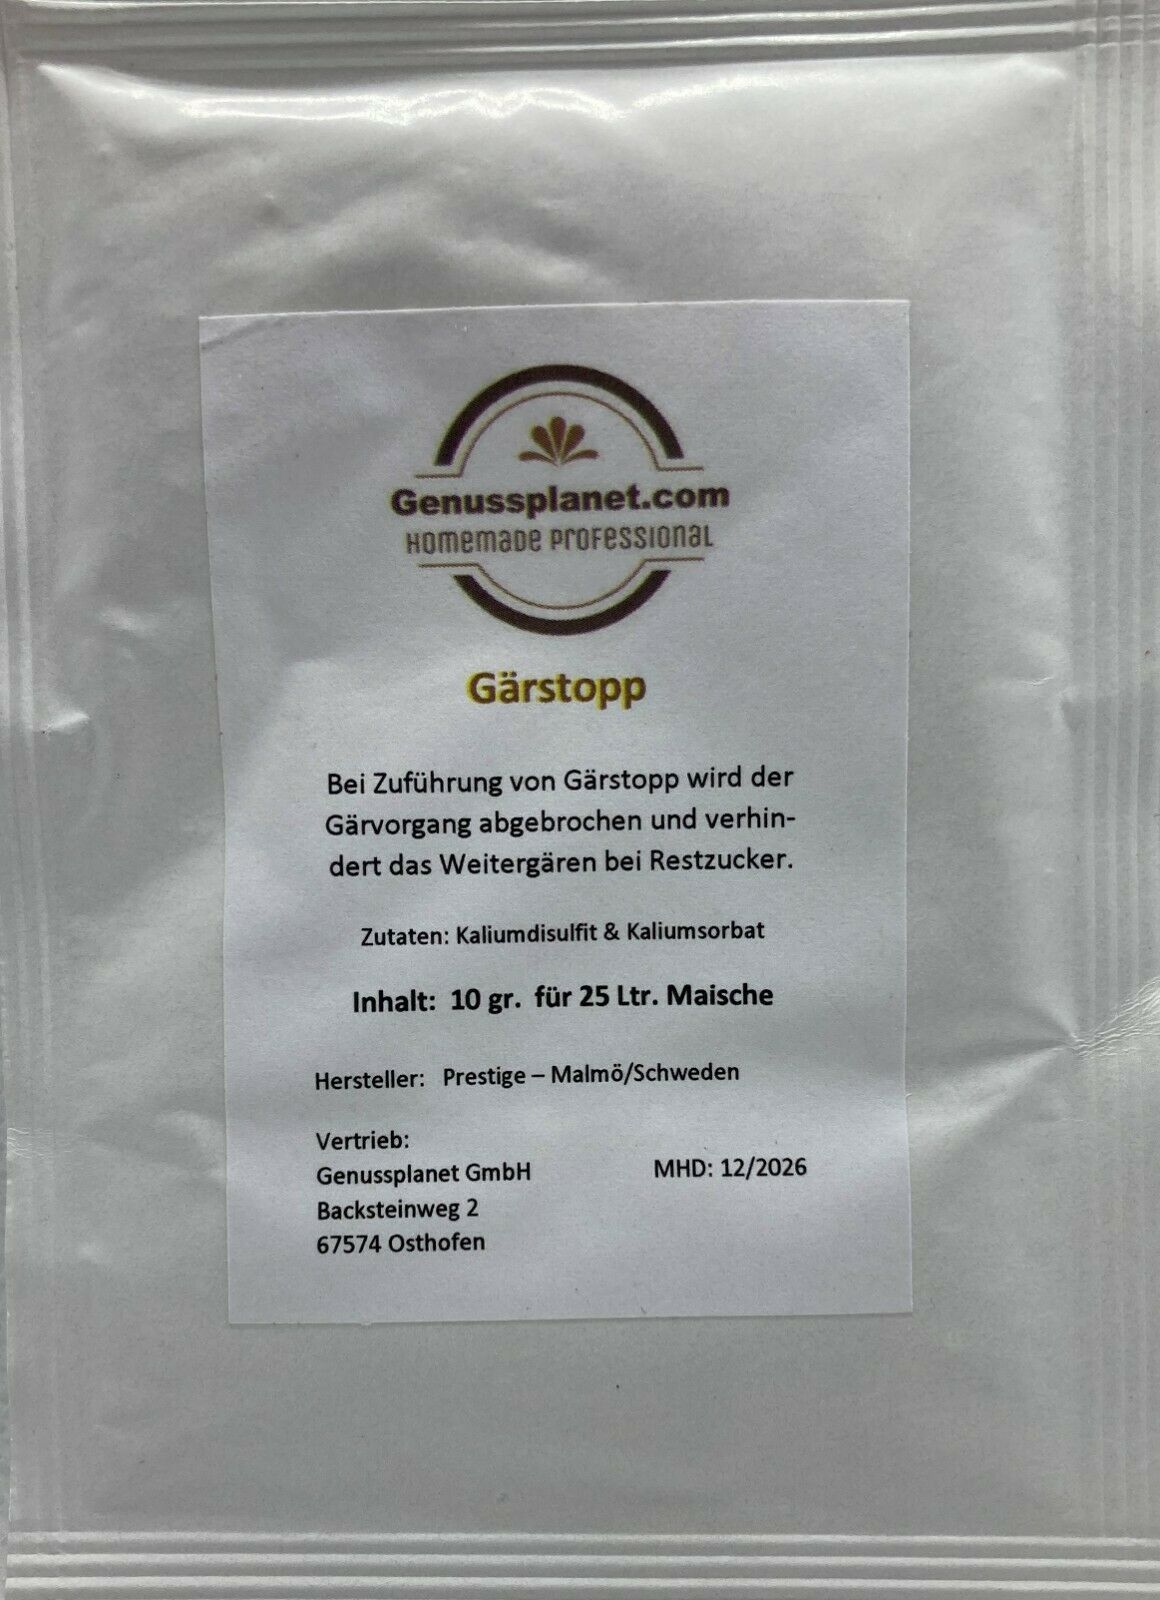 Genussplanet.com
Homemade Professional
Gärstopp
Bei Zuführung von Gärstopp wird der
Gärvorgang abgebrochen und verhin-
dert das Weitergären bei Restzucker.
Zutaten: Kaliumdisulfit & Kaliumsorbat
Inhalt: 10 gr. für 25 Ltr. Maische
Hersteller: Prestige – Malmö/Schweden
Vertrieb:
Genussplanet GmbH
MHD: 12/2026
Backsteinweg 2
67574 Osthofen